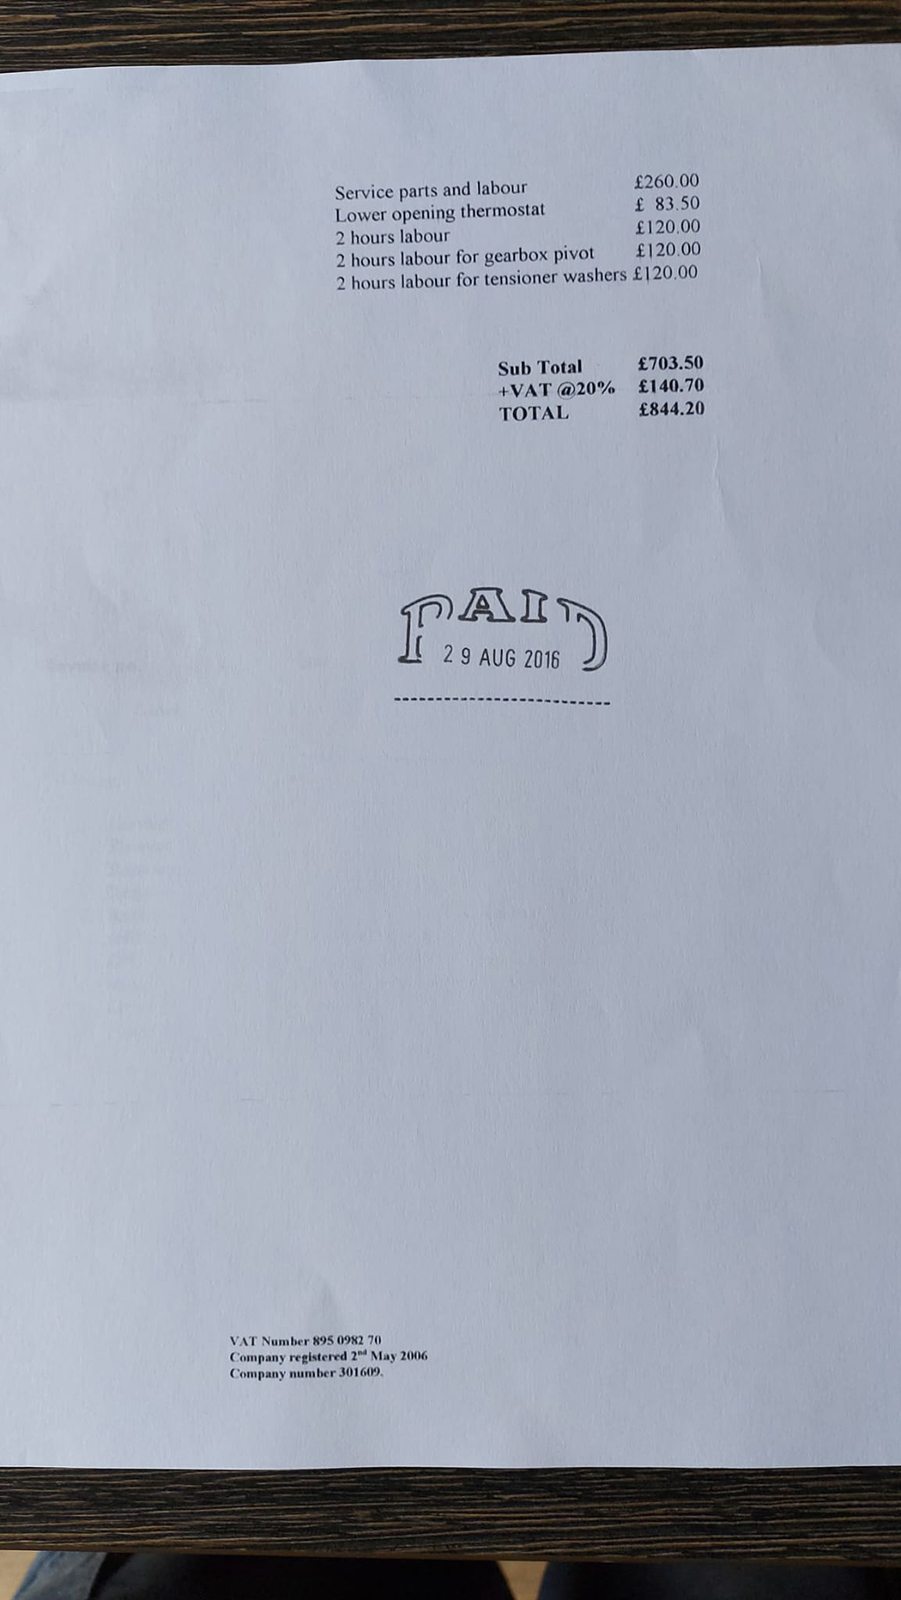 Service parts and labour £260.00
Lower opening thermostat £ 83.50
2 hours labour £120.00
2 hours labour for gearbox pivot £120.00
2 hours labour for tensioner washers £120.00
Sub Total £703.50
+VAT @20% £140.70
TOTAL £844.20
PAID
29 AUG 2016
VAT Number 895 0982 70
Company registered 2nd May 2006
Company number 301609.